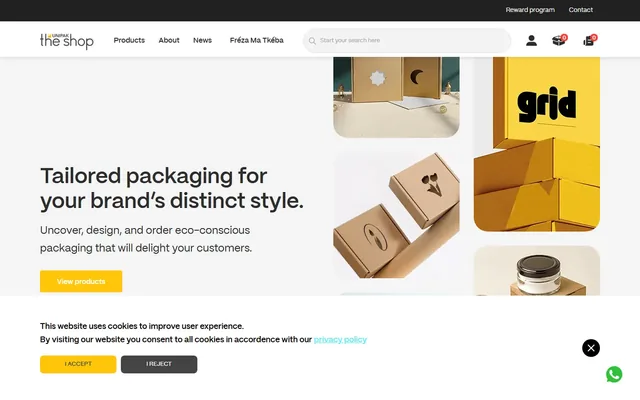 Reward program
Contact
UNIPAK
the shop
Products
About
News
Fréza Ma Tkéba
Start your search here
0
0
grid
Tailored packaging for
your brand's distinct style.
Uncover, design, and order eco-conscious
packaging that will delight your customers.
View products
This website uses cookies to improve user experience.
By visiting our website you consent to all cookies in accordance with our privacy policy
I ACCEPT
I REJECT